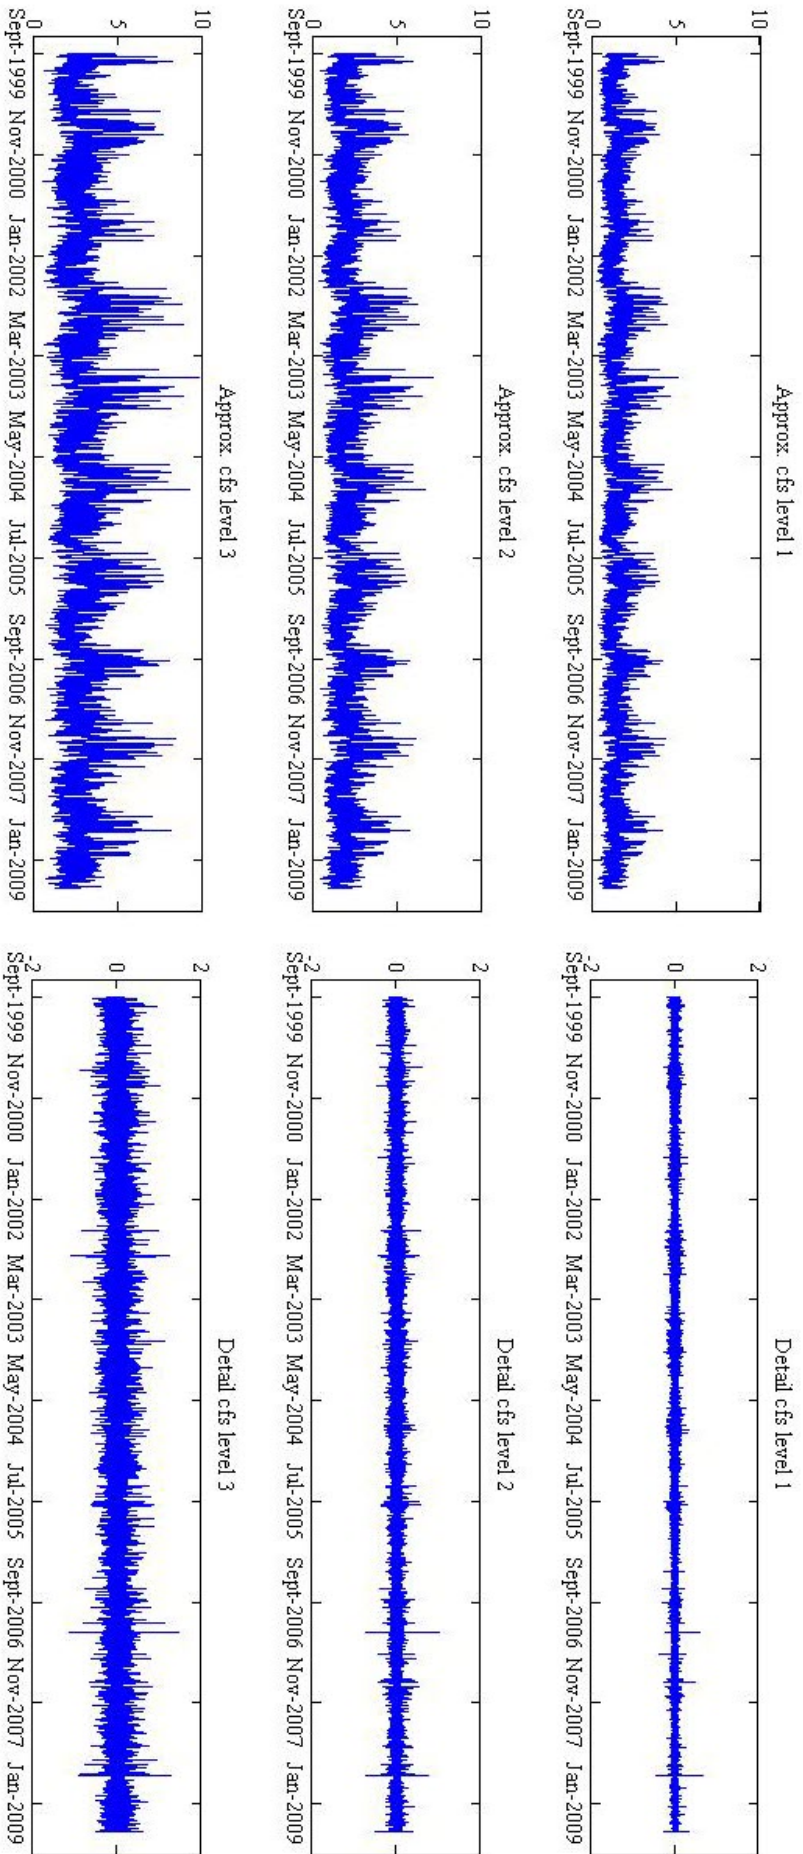 Approx. cfs level 1
10
5
0
Sept-1999 Nov-2000 Jan-2002 Mar-2003 May-2004 Jul-2005 Sept-2006 Nov-2007 Jan-2009
Detail cfs level 1
2
0
-2
Sept-1999 Nov-2000 Jan-2002 Mar-2003 May-2004 Jul-2005 Sept-2006 Nov-2007 Jan-2009
Approx. cfs level 2
10
5
0
Sept-1999 Nov-2000 Jan-2002 Mar-2003 May-2004 Jul-2005 Sept-2006 Nov-2007 Jan-2009
Detail cfs level 2
2
0
-2
Sept-1999 Nov-2000 Jan-2002 Mar-2003 May-2004 Jul-2005 Sept-2006 Nov-2007 Jan-2009
Approx. cfs level 3
10
5
0
Sept-1999 Nov-2000 Jan-2002 Mar-2003 May-2004 Jul-2005 Sept-2006 Nov-2007 Jan-2009
Detail cfs level 3
2
0
-2
Sept-1999 Nov-2000 Jan-2002 Mar-2003 May-2004 Jul-2005 Sept-2006 Nov-2007 Jan-2009